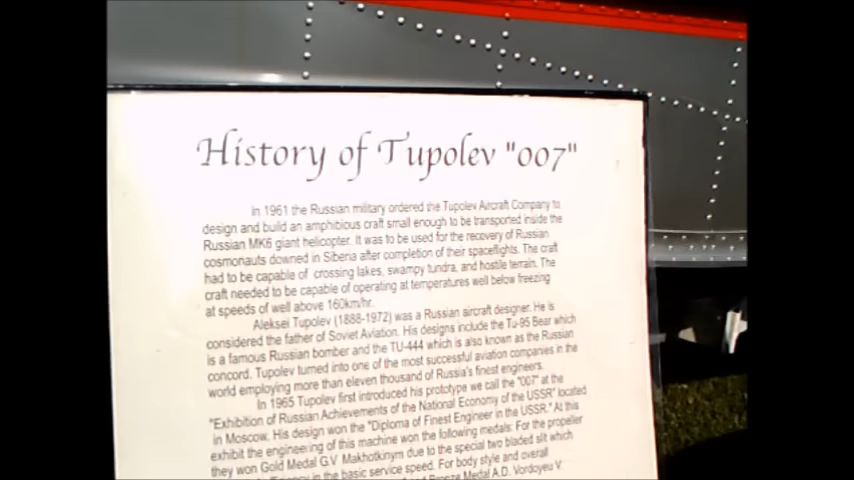 History of Tupolev "007"
In 1961 the Russian military ordered the Tupolev Aircraft Company to
design and build an amphibious craft small enough to be transported inside the
Russian MK6 giant helicopter. It was to be used for the recovery of Russian
cosmonauts downed in Siberia after completion of their spaceflights. The craft
had to be capable of crossing lakes, swampy tundra, and hostile terrain. The
craft needed to be capable of operating at temperatures well below freezing
at speeds of well above 160km/hr.
Aleksei Tupolev (1888-1972) was a Russian aircraft designer. He is
considered the father of Soviet Aviation. His designs include the Tu-95 Bear which
is a famous Russian bomber and the TU-444 which is also known as the Russian
concord. Tupolev turned into one of the most successful aviation companies in the
world employing more than eleven thousand of Russia's finest engineers.
In 1965 Tupolev first introduced his prototype we call the "007" at the
"Exhibition of Russian Achievements of the National Economy of the USSR" located
in Moscow. His design won the "Diploma of Finest Engineer in the USSR." At this
exhibit the engineering of this machine won the following medals: For the propeller
they won Gold Medal G.V Makhotkinym due to the special two bladed slit which
in the basic service speed. For body style and overall
Bronze Medal A.D. Vordoyeu V.